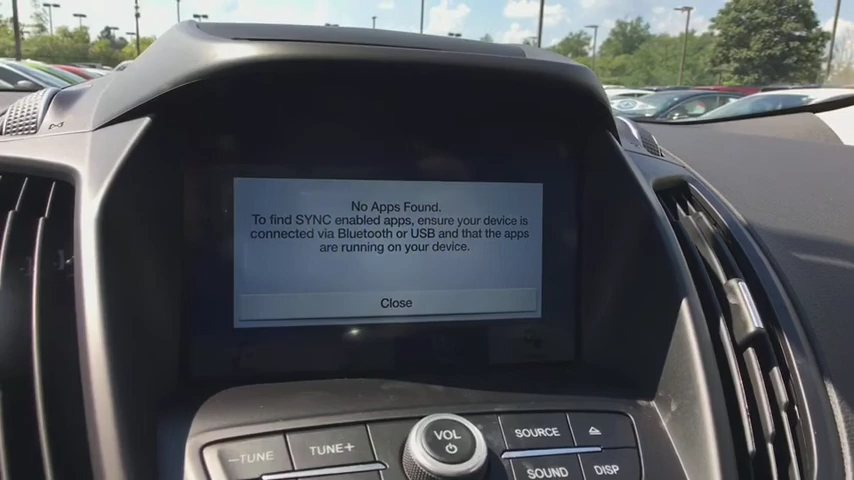 No Apps Found.
To find SYNC enabled apps, ensure your device is
connected via Bluetooth or USB and that the apps
are running on your device.
Close
VOL
SOURCE
TUNE+
-TUNE
SOUND
DISP